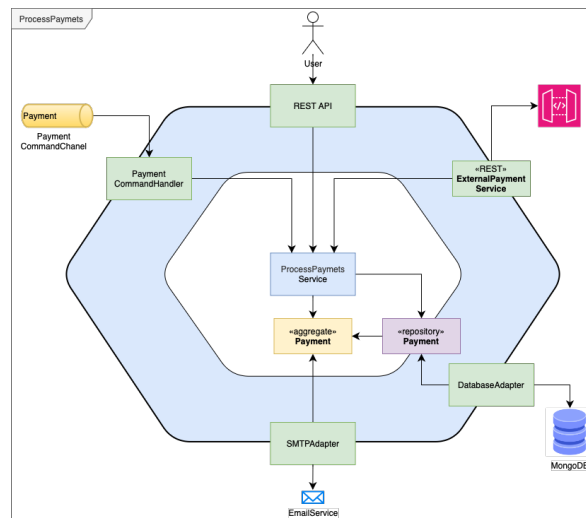 ProcessPaymets
User
REST API
Payment
Payment
CommandChanel
Payment
CommandHandler
«REST»
ExternalPayment
Service
ProcessPaymets
Service
«aggregate»
Payment
«repository»
Payment
DatabaseAdapter
SMTPAdapter
MongoDB
EmailService